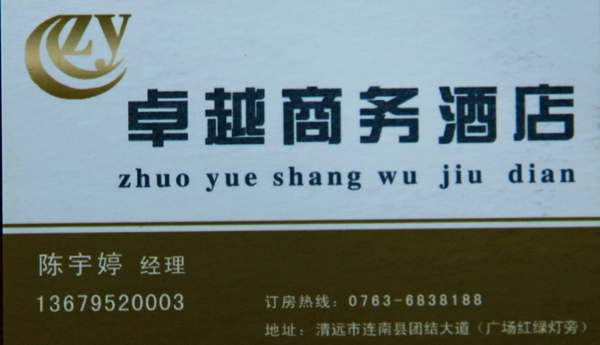 zy
卓越商务酒店
zhuo yue shang wu jiu dian
陈宇婷 经理
13679520003
订房热线：0763-6838188
地址：清远市连南县团结大道（广场红绿灯旁）